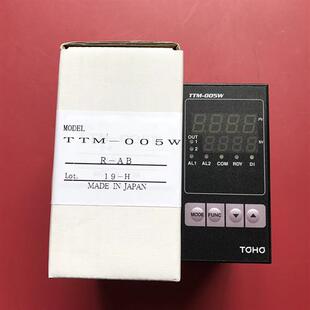 MODEL
TTM-005W
R-AB
Lot. 19-H
MADE IN JAPAN
TTM-005W
PV
SV
OUT
1
2
AL1 AL2 COM RDY DI
MODE FUNC
TOHO